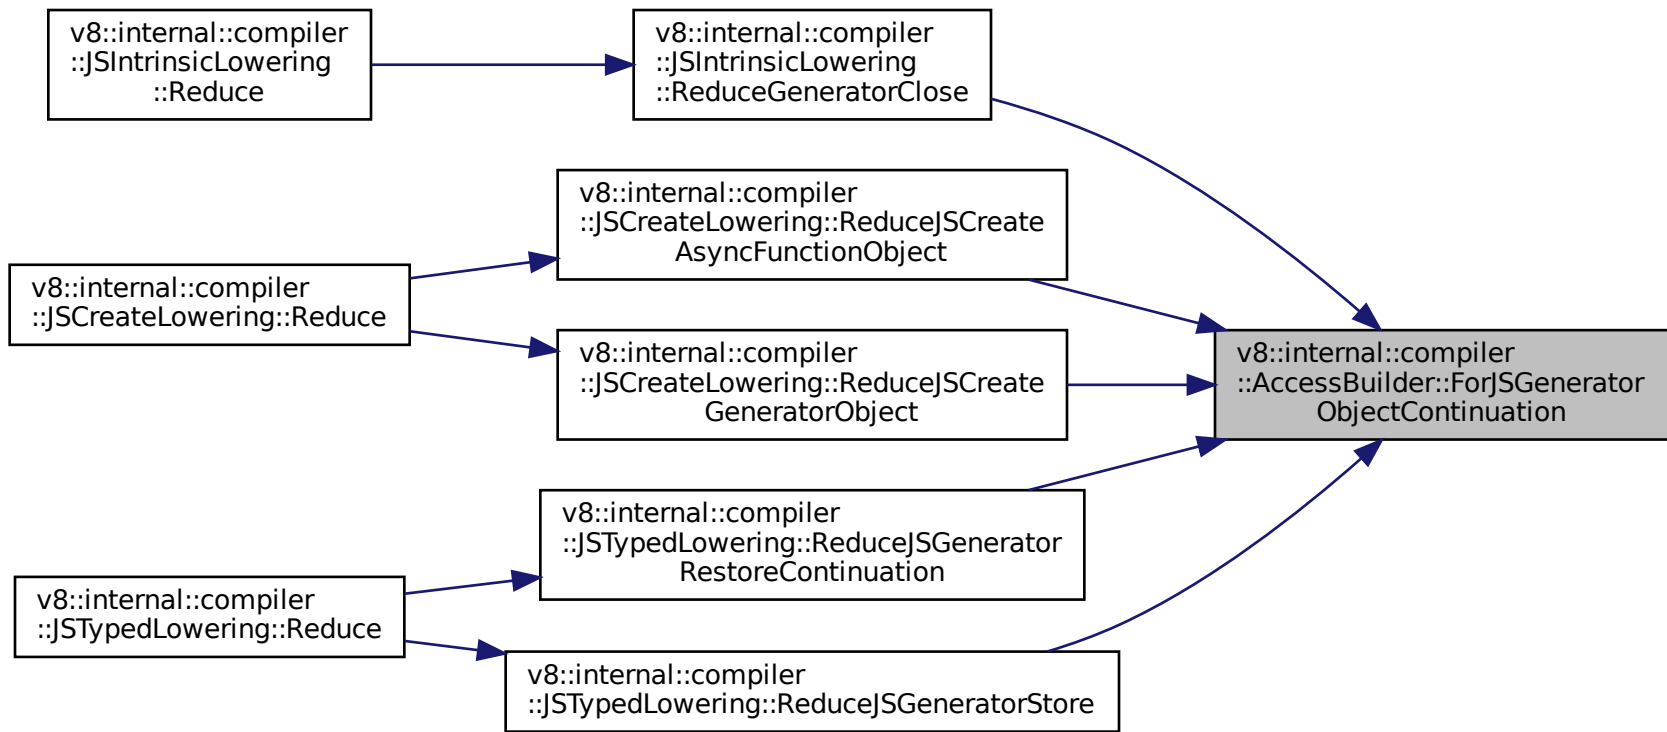 v8::internal::compiler
::JSIntrinsicLowering
::Reduce
v8::internal::compiler
::JSIntrinsicLowering
::ReduceGeneratorClose
v8::internal::compiler
::JSCreateLowering::ReduceJSCreate
AsyncFunctionObject
v8::internal::compiler
::JSCreateLowering::Reduce
v8::internal::compiler
::JSCreateLowering::ReduceJSCreate
GeneratorObject
v8::internal::compiler
::AccessBuilder::ForJSGenerator
ObjectContinuation
v8::internal::compiler
::JSTypedLowering::ReduceJSGenerator
RestoreContinuation
v8::internal::compiler
::JSTypedLowering::Reduce
v8::internal::compiler
::JSTypedLowering::ReduceJSGeneratorStore